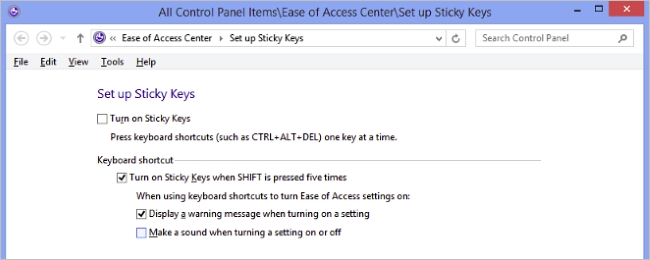 All Control Panel Items\Ease of Access Center\Set up Sticky Keys
« Ease of Access Center Set up Sticky Keys Search Control Panel
File Edit View Tools Help
Set up Sticky Keys
Turn on Sticky Keys
Press keyboard shortcuts (such as CTRL+ALT+DEL) one key at a time.
Keyboard shortcut
Turn on Sticky Keys when SHIFT is pressed five times
When using keyboard shortcuts to turn Ease of Access settings on:
Display a warning message when turning on a setting
Make a sound when turning a setting on or off